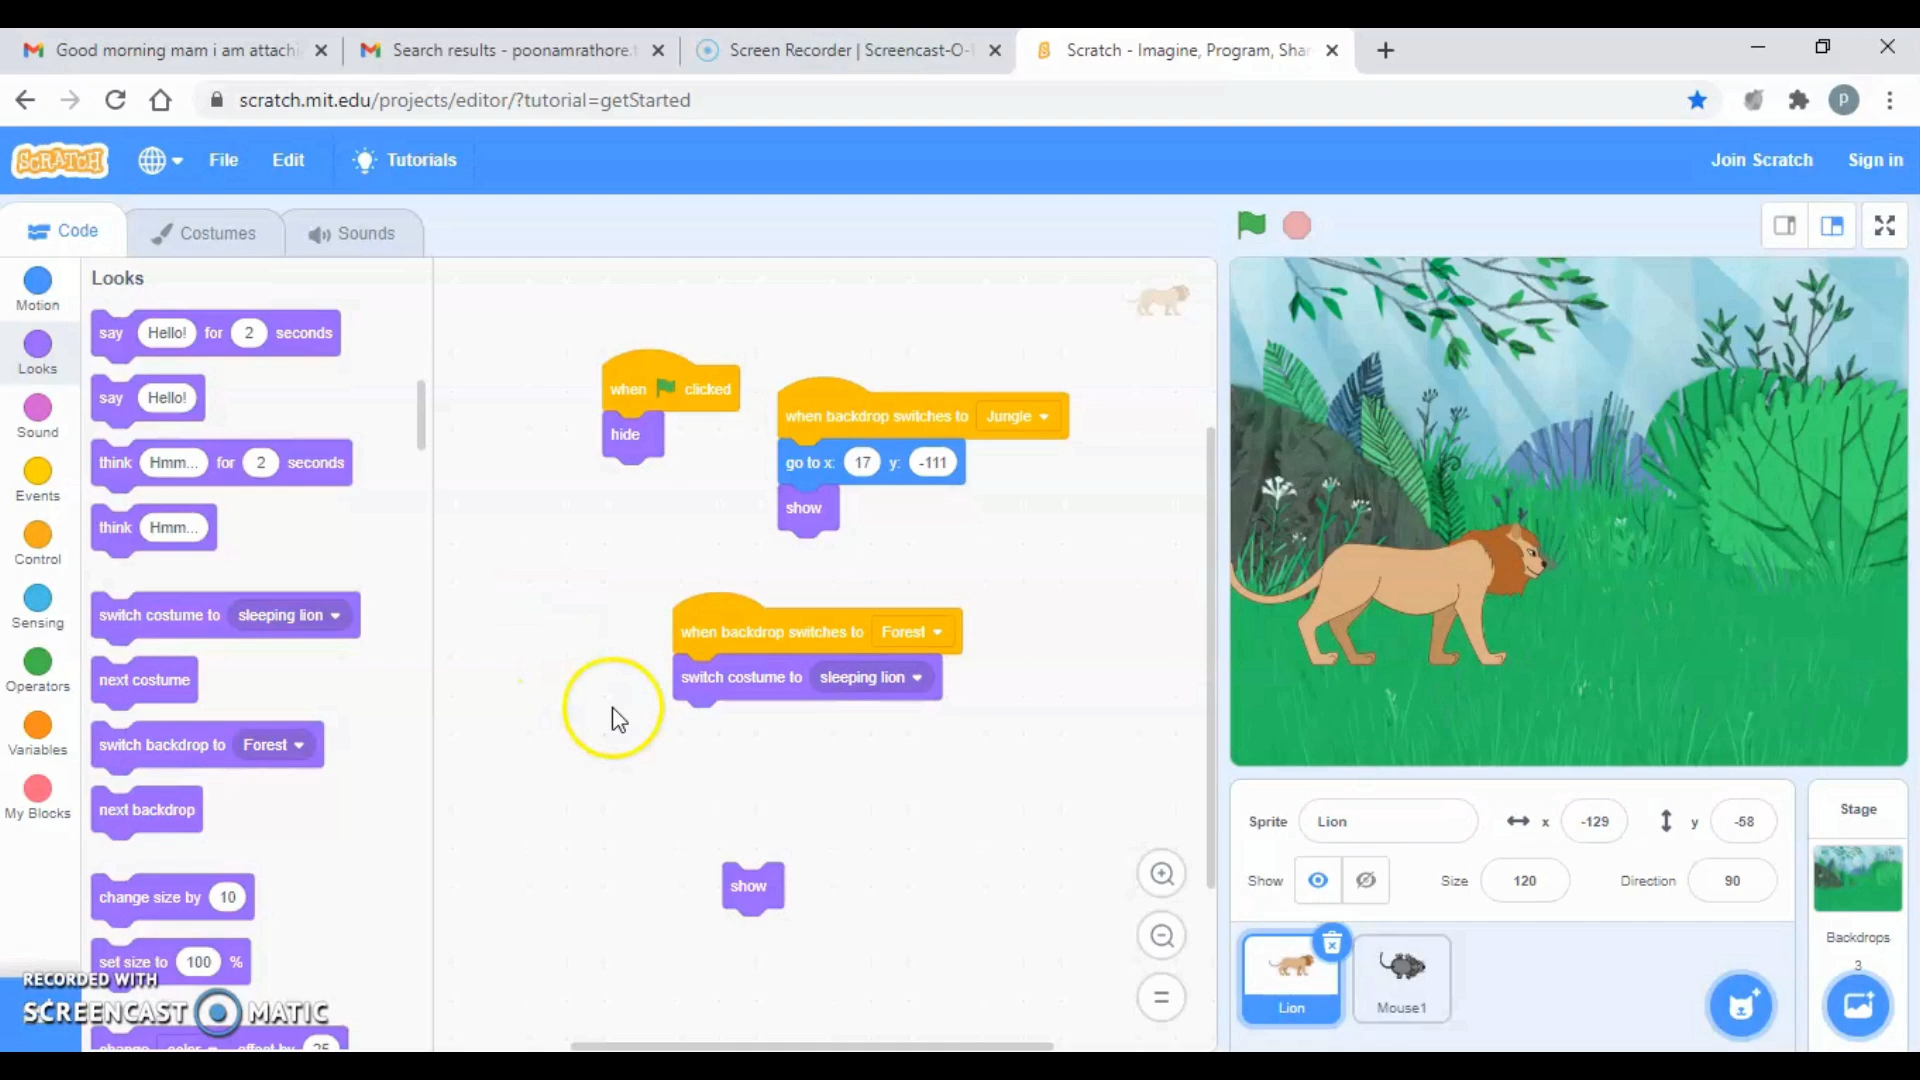 Good morning mam i am attachi
Search results - poonamrathore.t
Screen Recorder | Screencast-O-
Scratch - Imagine, Program, Shar
scratch.mit.edu/projects/editor/?tutorial=getStarted
P
SCRATCH
File
Edit
Tutorials
Join Scratch
Sign in
Code
Costumes
Sounds
Motion
Looks
Sound
Events
Control
Sensing
Operators
Variables
My Blocks
Looks
say Hello! for 2 seconds
say Hello!
think Hmm... for 2 seconds
think Hmm...
switch costume to sleeping lion
next costume
switch backdrop to Forest
next backdrop
change size by 10
set size to 100 %
change color effect by 25
when clicked
hide
when backdrop switches to Jungle
go to x: 17 y: -111
show
when backdrop switches to Forest
switch costume to sleeping lion
show
Sprite Lion x -129 y -58
Show Size 120 Direction 90
Lion
Mouse1
Stage
Backdrops
3
RECORDED WITH
SCREENCAST MATIC